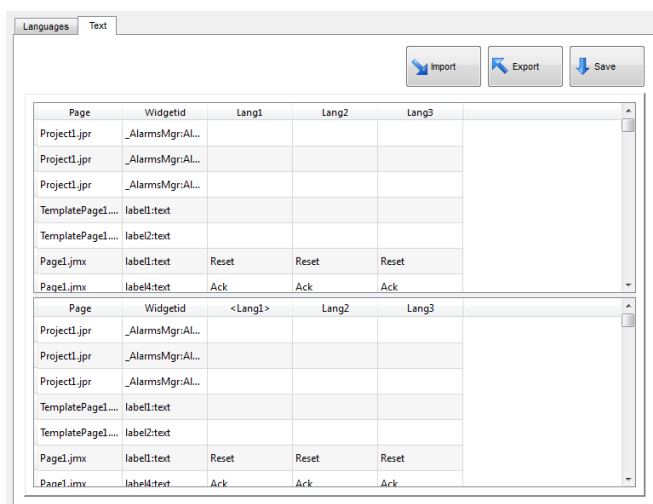 Languages Text
Import Export Save
Page Widgetid Lang1 Lang2 Lang3
Project1.jpr _AlarmsMgr:Al...
Project1.jpr _AlarmsMgr:Al...
Project1.jpr _AlarmsMgr:Al...
TemplatePage1.... label1:text
TemplatePage1.... label2:text
Page1.jmx label1:text Reset Reset Reset
Page1.jmx label4:text Ack Ack Ack
Page Widgetid <Lang1> Lang2 Lang3
Project1.jpr _AlarmsMgr:Al...
Project1.jpr _AlarmsMgr:Al...
Project1.jpr _AlarmsMgr:Al...
TemplatePage1.... label1:text
TemplatePage1.... label2:text
Page1.jmx label1:text Reset Reset Reset
Page1.jmx label4:text Ack Ack Ack